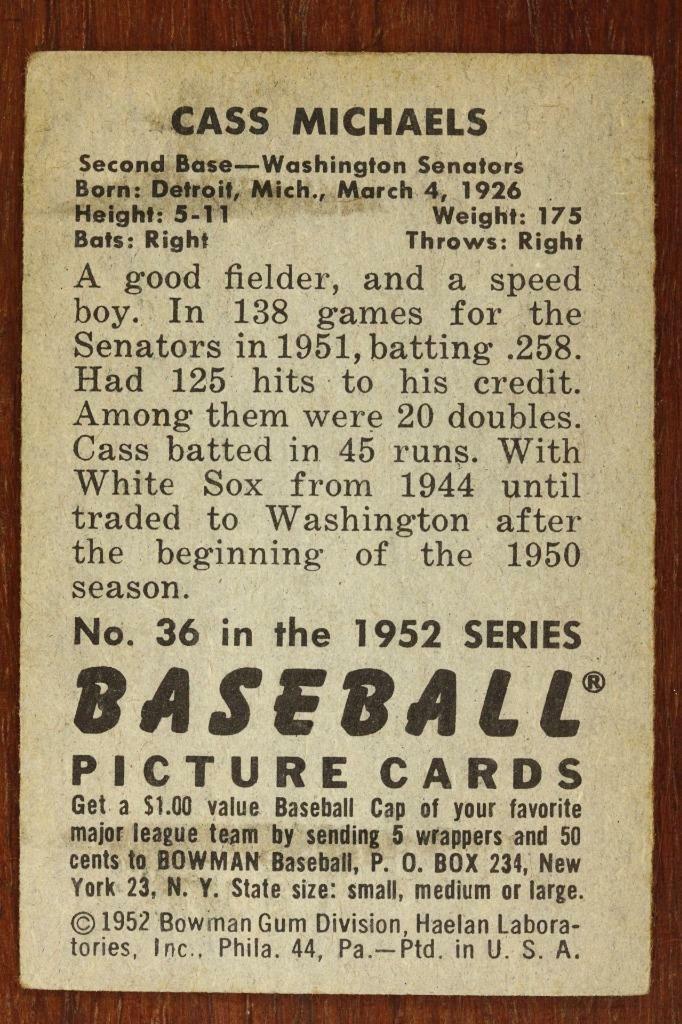 CASS MICHAELS
Second Base—Washington Senators
Born: Detroit, Mich., March 4, 1926
Height: 5-11 Weight: 175
Bats: Right Throws: Right
A good fielder, and a speed
boy. In 138 games for the
Senators in 1951, batting .258.
Had 125 hits to his credit.
Among them were 20 doubles.
Cass batted in 45 runs. With
White Sox from 1944 until
traded to Washington after
the beginning of the 1950
season.
No. 36 in the 1952 SERIES
BASEBALL®
PICTURE CARDS
Get a $1.00 value Baseball Cap of your favorite
major league team by sending 5 wrappers and 50
cents to BOWMAN Baseball, P. O. BOX 234, New
York 23, N. Y. State size: small, medium or large.
© 1952 Bowman Gum Division, Haelan Labora-
tories, Inc., Phila. 44, Pa.—Ptd. in U. S. A.